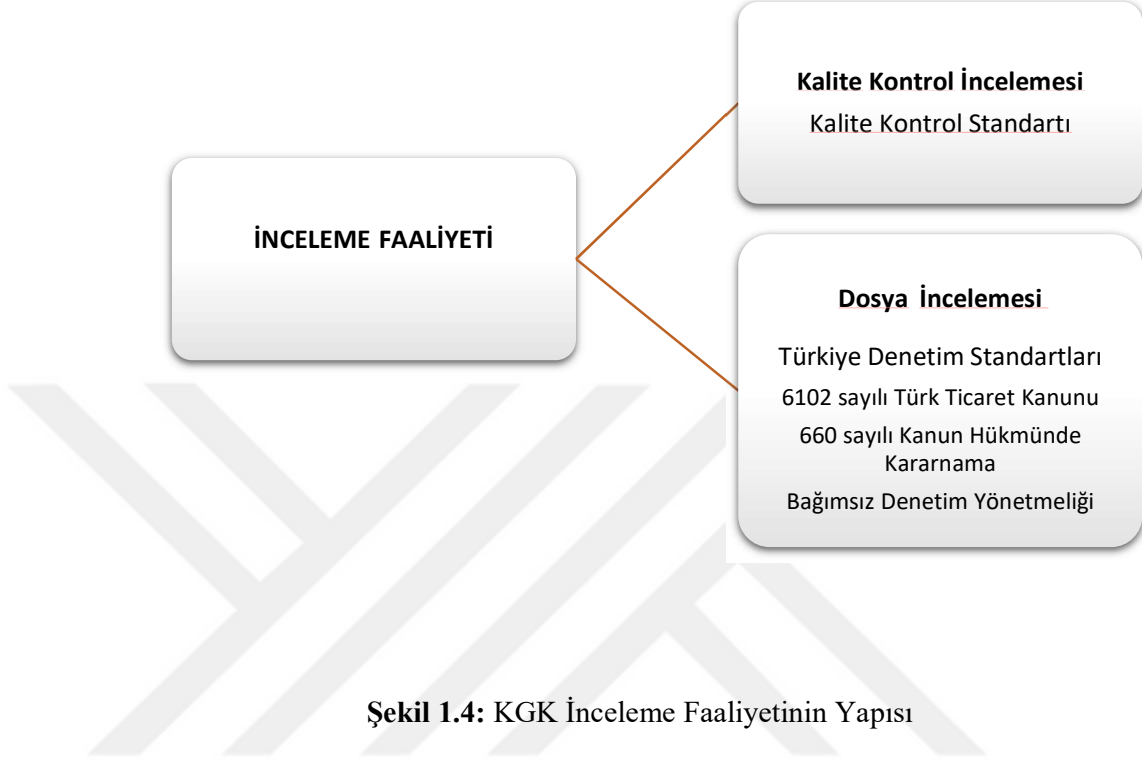 Kalite Kontrol İncelemesi
Kalite Kontrol Standartı
İNCELEME FAALİYETİ
Dosya İncelemesi
Türkiye Denetim Standartları
6102 sayılı Türk Ticaret Kanunu
660 sayılı Kanun Hükmünde
Kararnama
Bağımsız Denetim Yönetmeliği
Şekil 1.4: KGK İnceleme Faaliyetinin Yapısı